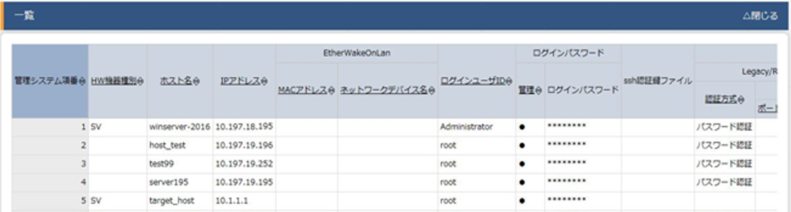 一覧 △閉じる
EtherWakeOnLan ログインパスワード
Legacy/R
管理システム項番 HW機器種別 ホスト名 IPアドレス MACアドレス ネットワークデバイス名 ログインユーザID 管理 ログインパスワード ssh認証鍵ファイル 認証方式 ポー
1 SV winserver-2016 10.197.18.195 Administrator ● ******** パスワード認証
2 host_test 10.197.19.196 root ● ******** パスワード認証
3 test99 10.197.19.252 root ● ******** パスワード認証
4 server195 10.197.19.195 root ● ******** パスワード認証
5 SV target_host 10.1.1.1 root ● ********